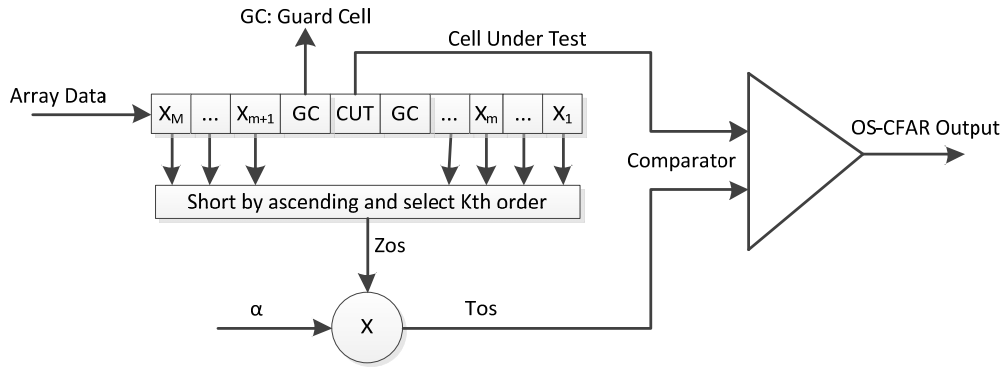 GC: Guard Cell
Cell Under Test
Array Data
X_M ... X_m+1 GC CUT GC ... X_m ... X_1
OS-CFAR Output
Comparator
Short by ascending and select Kth order
Zos
α
X
Tos